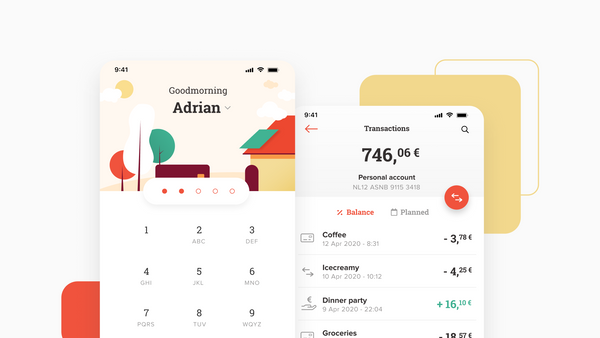 9:41
Goodmorning
Adrian
1
2
ABC
3
DEF
4
GHI
5
JKL
6
MNO
7
PQRS
8
TUV
9
WXYZ
9:41
Transactions
746,06 €
Personal account
NL12 ASNB 9115 3418
Balance
Planned
Coffee
12 Apr 2020 - 8:31
- 3,78 €
Icecreamy
10 Apr 2020 - 10:12
- 4,25 €
Dinner party
9 Apr 2020 - 22:04
+ 16,10 €
Groceries
- 18,57 €